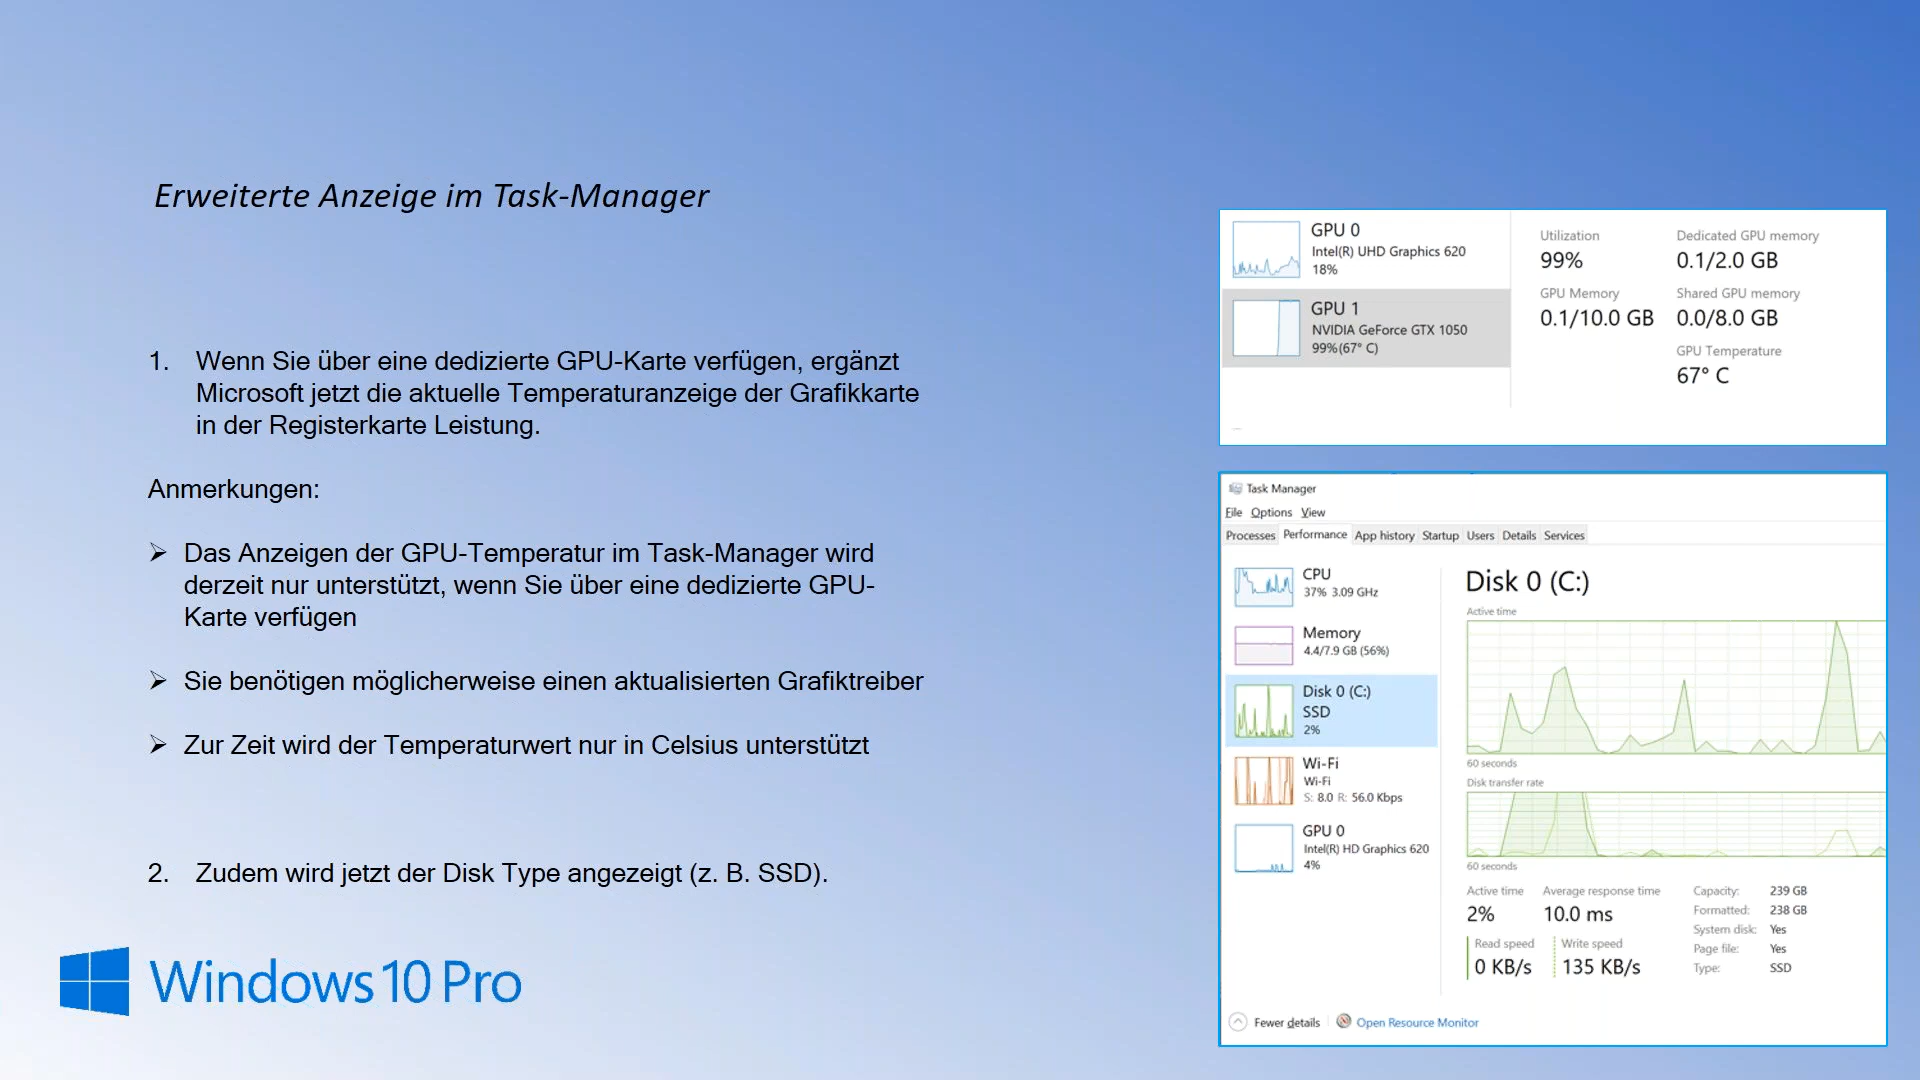 Erweiterte Anzeige im Task-Manager
1. Wenn Sie über eine dedizierte GPU-Karte verfügen, ergänzt
Microsoft jetzt die aktuelle Temperaturanzeige der Grafikkarte
in der Registerkarte Leistung.
Anmerkungen:
➢ Das Anzeigen der GPU-Temperatur im Task-Manager wird
derzeit nur unterstützt, wenn Sie über eine dedizierte GPU-
Karte verfügen
➢ Sie benötigen möglicherweise einen aktualisierten Grafiktreiber
➢ Zur Zeit wird der Temperaturwert nur in Celsius unterstützt
2. Zudem wird jetzt der Disk Type angezeigt (z. B. SSD).
Windows 10 Pro
GPU 0
Intel(R) UHD Graphics 620
18%
GPU 1
NVIDIA GeForce GTX 1050
99%(67° C)
Utilization Dedicated GPU memory
99% 0.1/2.0 GB
GPU Memory Shared GPU memory
0.1/10.0 GB 0.0/8.0 GB
GPU Temperature
67° C
Task Manager
File Options View
Processes Performance App history Startup Users Details Services
CPU
37% 3.09 GHz
Memory
4.4/7.9 GB (56%)
Disk 0 (C:)
SSD
2%
Wi-Fi
Wi-Fi
S: 8.0 R: 56.0 Kbps
GPU 0
Intel(R) HD Graphics 620
4%
Disk 0 (C:)
Active time
60 seconds
Disk transfer rate
60 seconds
Active time Average response time
2% 10.0 ms
Read speed Write speed
0 KB/s 135 KB/s
Capacity: 239 GB
Formatted: 238 GB
System disk: Yes
Page file: Yes
Type: SSD
Fewer details Open Resource Monitor